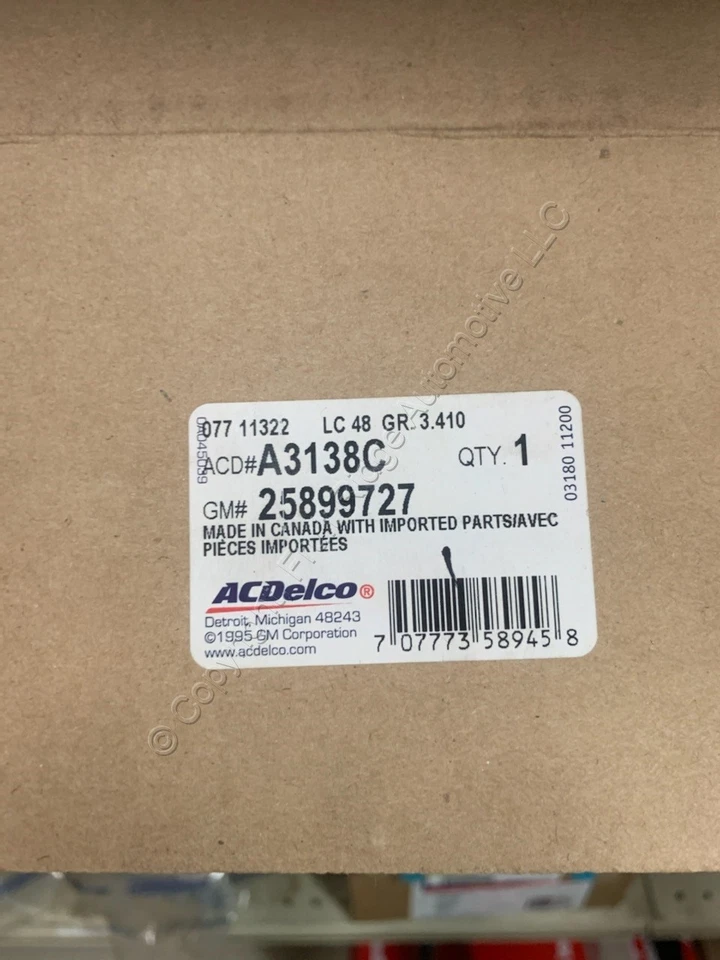 077 11322 LC 48 GR. 3.410
ACD# A3138C QTY. 1
GM# 25899727
MADE IN CANADA WITH IMPORTED PARTS/AVEC
PIÈCES IMPORTÉES
ACDelco®
Detroit, Michigan 48243
©1995 GM Corporation
www.acdelco.com
7 07773 58945 8
03180 11200